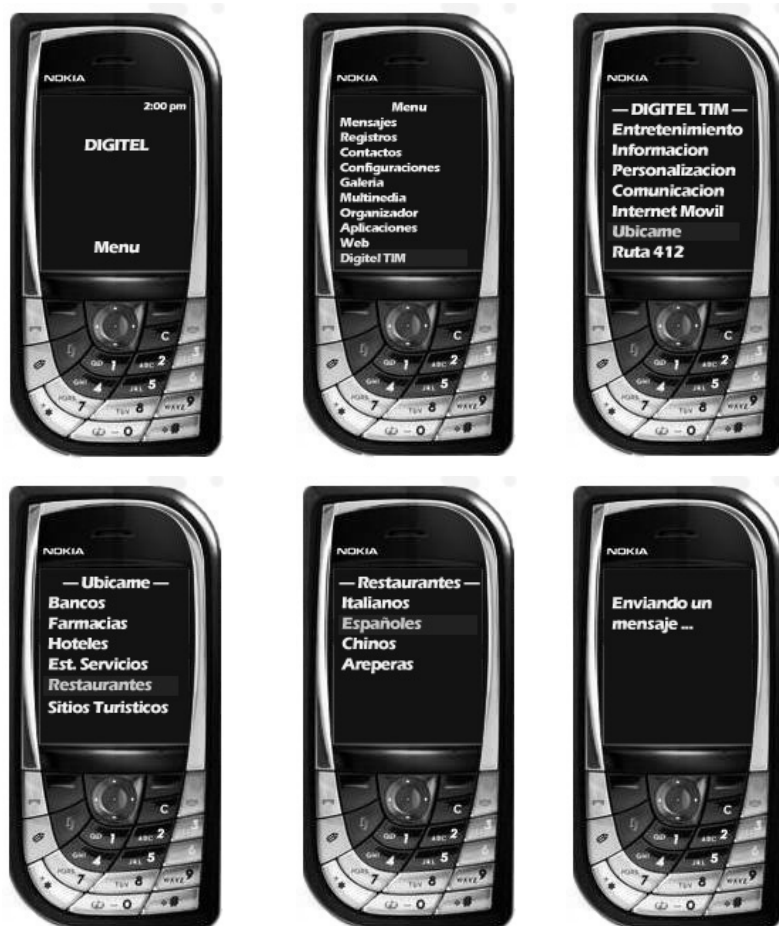 NOKIA
2:00 pm
DIGITEL
Menu
NOKIA
Menu
Mensajes
Registros
Contactos
Configuraciones
Galeria
Multimedia
Organizador
Aplicaciones
Web
Digitel TIM
NOKIA
— DIGITEL TIM —
Entretenimiento
Informacion
Personalizacion
Comunicacion
Internet Movil
Ubicame
Ruta 412
NOKIA
— Ubicame —
Bancos
Farmacias
Hoteles
Est. Servicios
Restaurantes
Sitios Turisticos
NOKIA
— Restaurantes —
Italianos
Españoles
Chinos
Areperas
NOKIA
Enviando un
mensaje ...